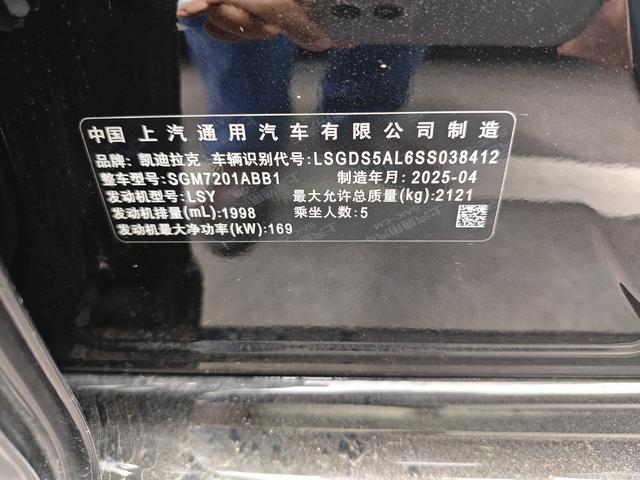 中国 上汽通用汽车有限公司制造
品牌: 凯迪拉克 车辆识别代号:LSGDS5AL6SS038412
整车型号:SGM7201ABB1 制造年月:2025-04
发动机型号:LSY 最大允许总质量(kg):2121
发动机排量(mL):1998 乘坐人数:5
发动机最大净功率(kW):169